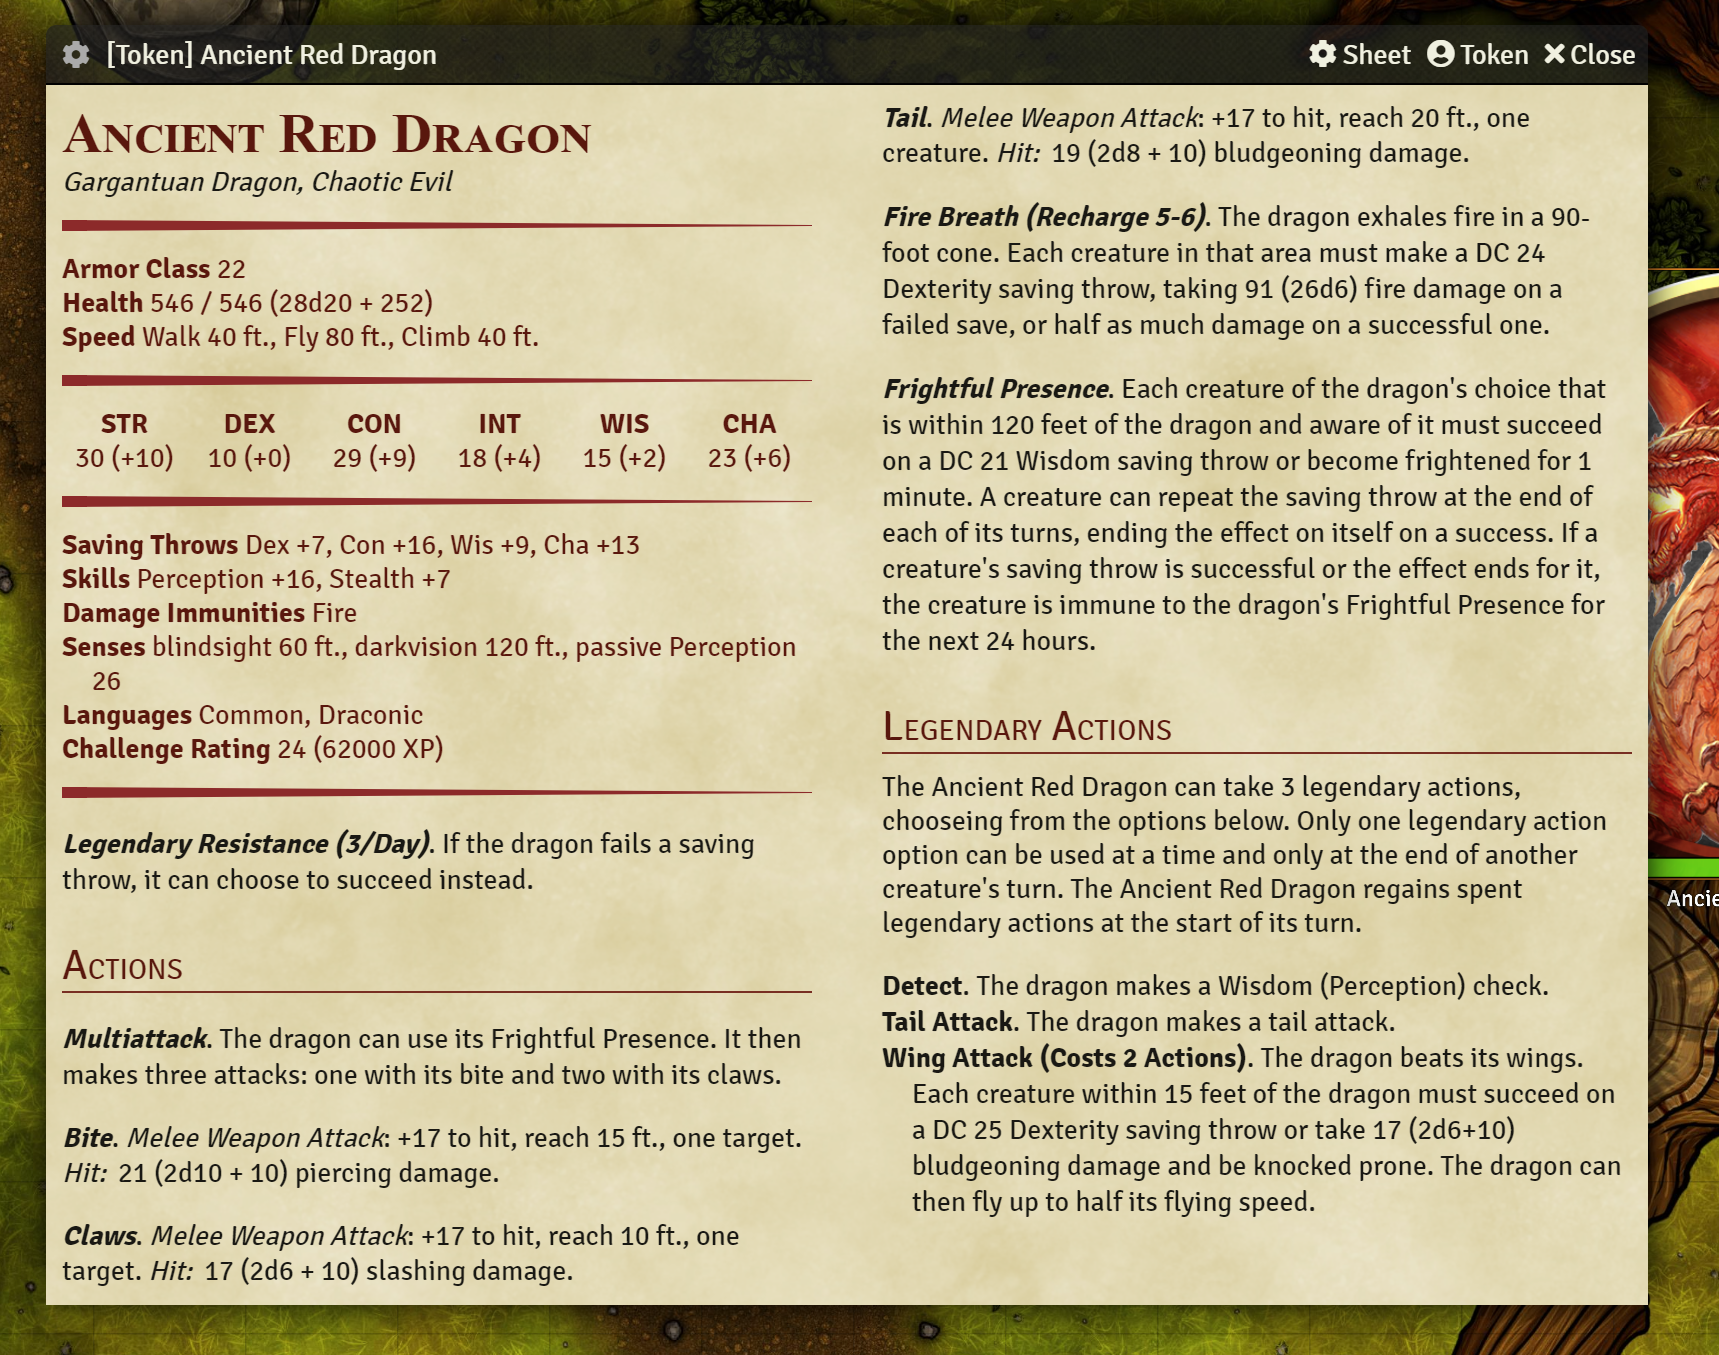 [Token] Ancient Red Dragon
Sheet Token Close
Ancient Red Dragon
Gargantuan Dragon, Chaotic Evil
Armor Class 22
Health 546 / 546 (28d20 + 252)
Speed Walk 40 ft., Fly 80 ft., Climb 40 ft.
STR DEX CON INT WIS CHA
30 (+10) 10 (+0) 29 (+9) 18 (+4) 15 (+2) 23 (+6)
Saving Throws Dex +7, Con +16, Wis +9, Cha +13
Skills Perception +16, Stealth +7
Damage Immunities Fire
Senses blindsight 60 ft., darkvision 120 ft., passive Perception
26
Languages Common, Draconic
Challenge Rating 24 (62000 XP)
Legendary Resistance (3/Day). If the dragon fails a saving
throw, it can choose to succeed instead.
Actions
Multiattack. The dragon can use its Frightful Presence. It then
makes three attacks: one with its bite and two with its claws.
Bite. Melee Weapon Attack: +17 to hit, reach 15 ft., one target.
Hit: 21 (2d10 + 10) piercing damage.
Claws. Melee Weapon Attack: +17 to hit, reach 10 ft., one
target. Hit: 17 (2d6 + 10) slashing damage.
Tail. Melee Weapon Attack: +17 to hit, reach 20 ft., one
creature. Hit: 19 (2d8 + 10) bludgeoning damage.
Fire Breath (Recharge 5-6). The dragon exhales fire in a 90-
foot cone. Each creature in that area must make a DC 24
Dexterity saving throw, taking 91 (26d6) fire damage on a
failed save, or half as much damage on a successful one.
Frightful Presence. Each creature of the dragon's choice that
is within 120 feet of the dragon and aware of it must succeed
on a DC 21 Wisdom saving throw or become frightened for 1
minute. A creature can repeat the saving throw at the end of
each of its turns, ending the effect on itself on a success. If a
creature's saving throw is successful or the effect ends for it,
the creature is immune to the dragon's Frightful Presence for
the next 24 hours.
Legendary Actions
The Ancient Red Dragon can take 3 legendary actions,
chooseing from the options below. Only one legendary action
option can be used at a time and only at the end of another
creature's turn. The Ancient Red Dragon regains spent
legendary actions at the start of its turn.
Detect. The dragon makes a Wisdom (Perception) check.
Tail Attack. The dragon makes a tail attack.
Wing Attack (Costs 2 Actions). The dragon beats its wings.
Each creature within 15 feet of the dragon must succeed on
a DC 25 Dexterity saving throw or take 17 (2d6+10)
bludgeoning damage and be knocked prone. The dragon can
then fly up to half its flying speed.
Ancie